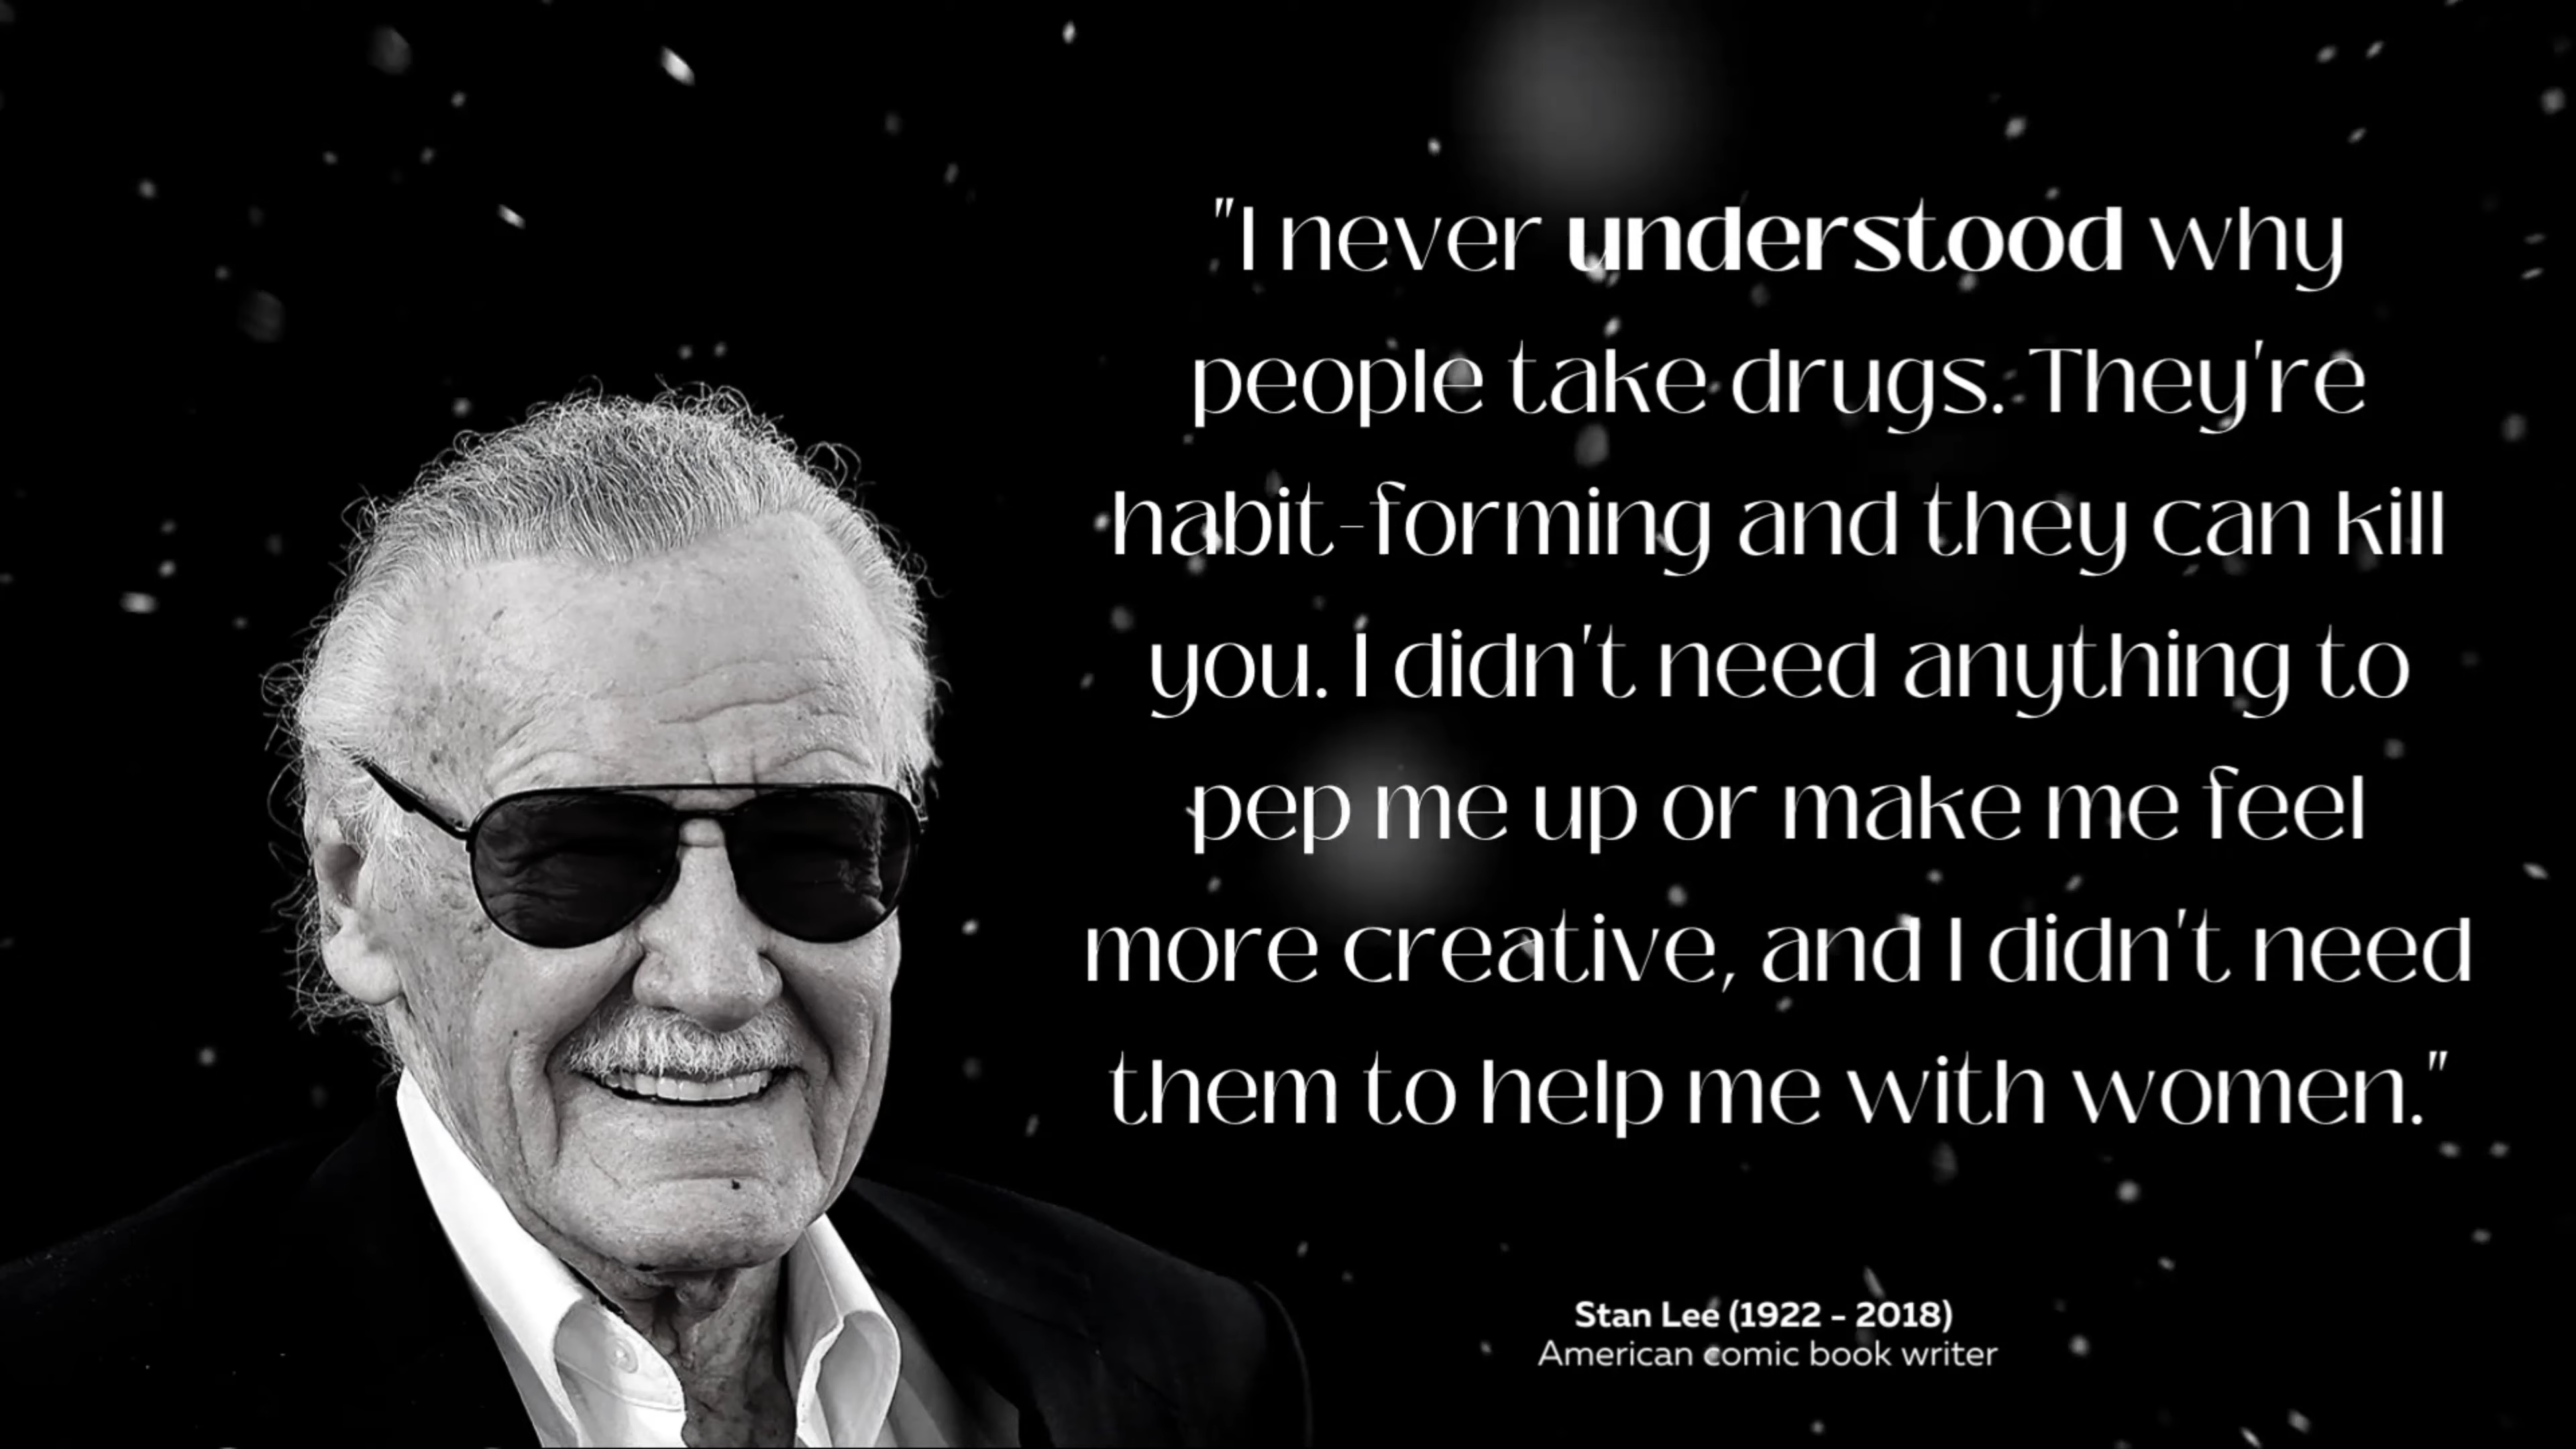 "I never understood why
people take drugs. They're
habit-forming and they can kill
you. I didn't need anything to
pep me up or make me feel
more creative, and I didn't need
them to help me with women."
Stan Lee (1922 - 2018)
American comic book writer